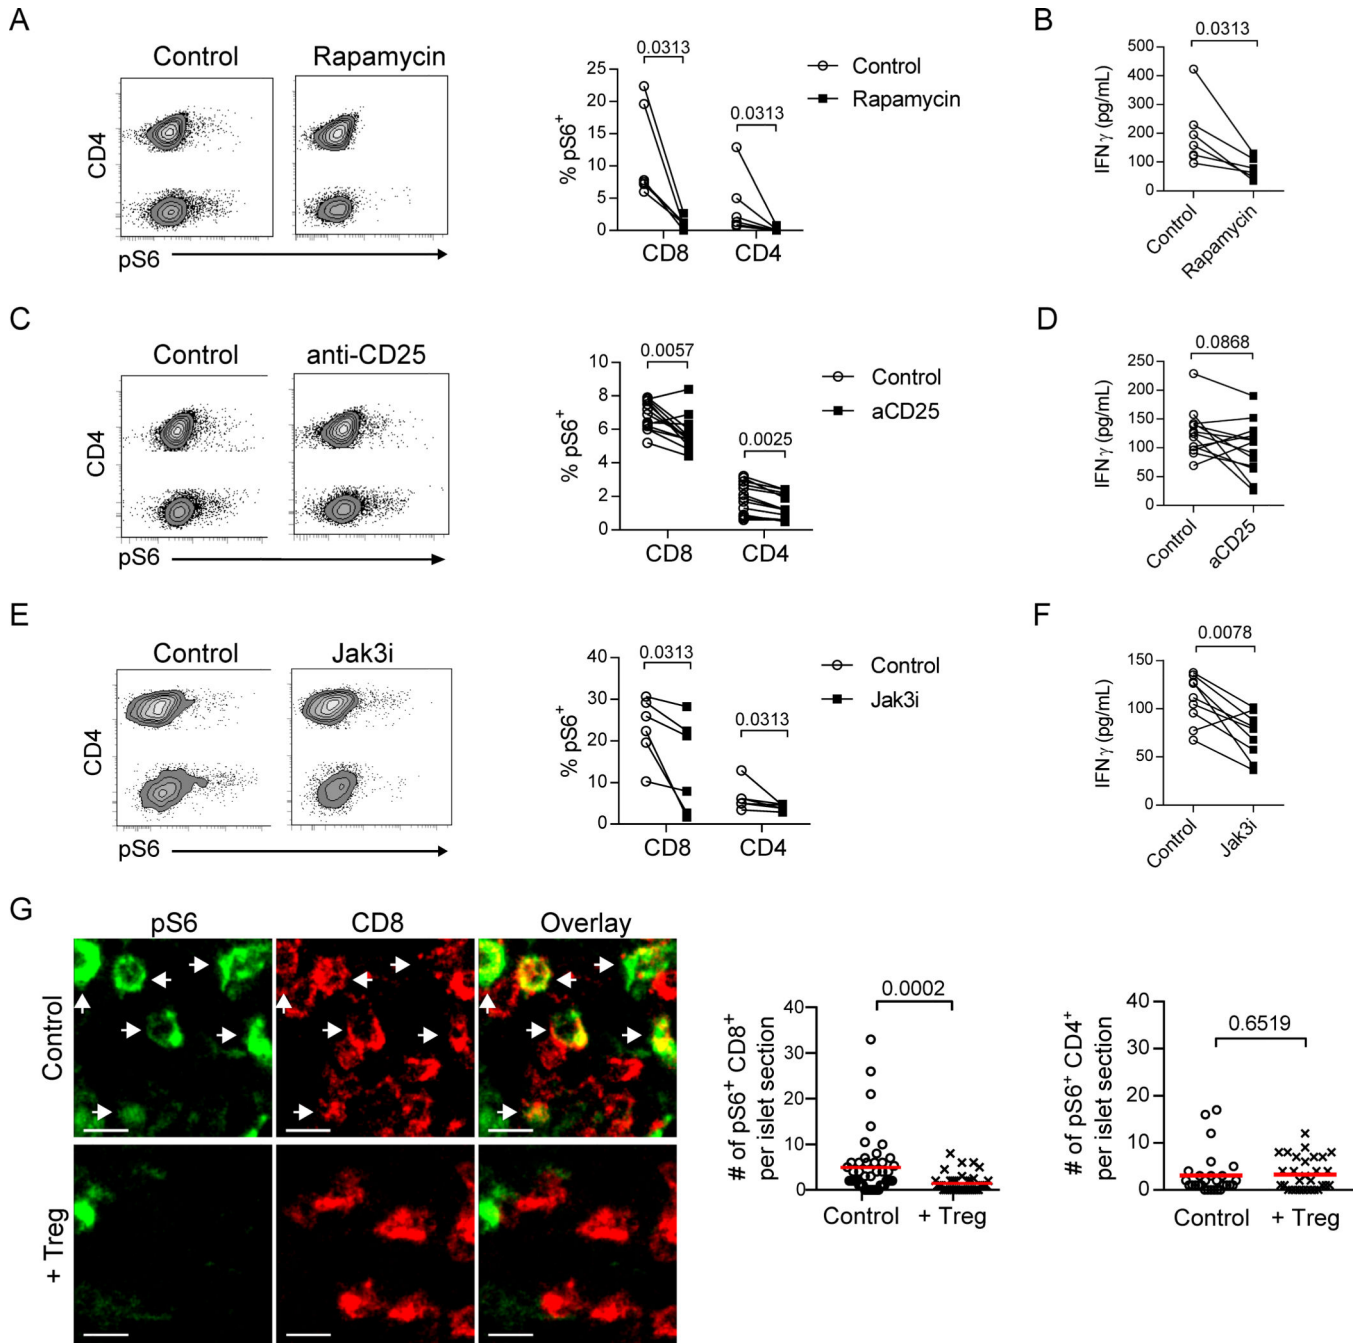 A
Control
Rapamycin
CD4
pS6
0.0313
0.0313
% pS6+
25
20
15
10
5
0
CD8
CD4
Control
Rapamycin
B
0.0313
IFNγ (pg/mL)
500
400
300
200
100
0
Control
Rapamycin
C
Control
anti-CD25
CD4
pS6
0.0057
0.0025
% pS6+
10
8
6
4
2
0
CD8
CD4
Control
aCD25
D
0.0868
IFNγ (pg/mL)
250
200
150
100
50
0
Control
aCD25
E
Control
Jak3i
CD4
pS6
0.0313
0.0313
% pS6+
40
30
20
10
0
CD8
CD4
Control
Jak3i
F
0.0078
IFNγ (pg/mL)
150
100
50
0
Control
Jak3i
G
pS6
CD8
Overlay
Control
+ Treg
0.0002
# of pS6+ CD8+
per islet section
40
30
20
10
0
Control
+ Treg
0.6519
# of pS6+ CD4+
per islet section
40
30
20
10
0
Control
+ Treg